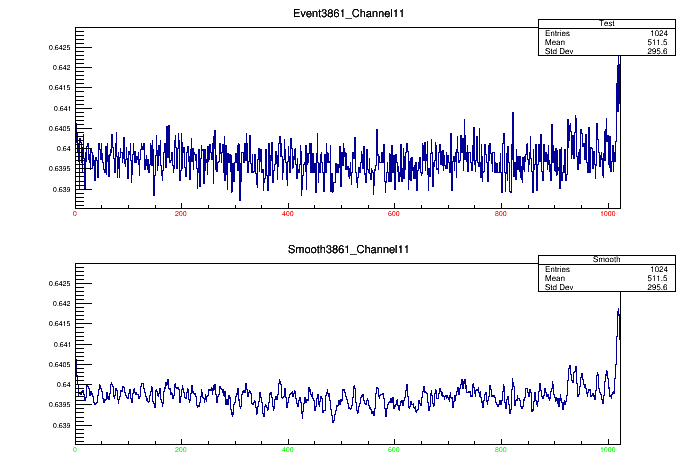 Event3861_Channel11
Test
Entries 1024
Mean 511.5
Std Dev 295.6
0.6425
0.642
0.6415
0.641
0.6405
0.64
0.6395
0.639
0 200 400 600 800 1000
Smooth3861_Channel11
Smooth
Entries 1024
Mean 511.5
Std Dev 295.6
0.6425
0.642
0.6415
0.641
0.6405
0.64
0.6395
0.639
0 200 400 600 800 1000